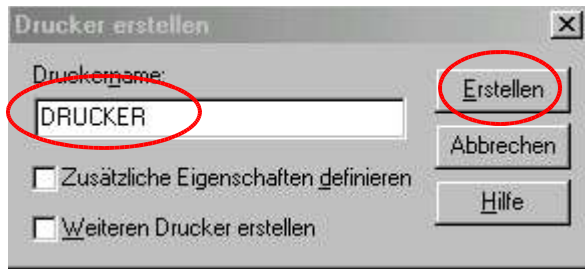 Drucker erstellen
Druckername:
DRUCKER
Zusätzliche Eigenschaften definieren
Weiteren Drucker erstellen
Erstellen
Abbrechen
Hilfe